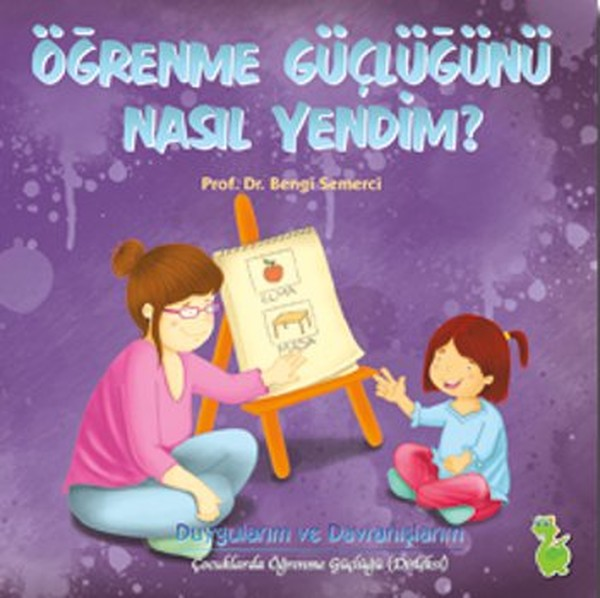 ÖĞRENME GÜÇLÜĞÜNÜ
NASIL YENDİM?
Prof. Dr. Bengi Semerci
ELMA
MASA
Duygularım ve Davranışlarım
Çocuklarda Öğrenme Güçlüğü (Disleksi)